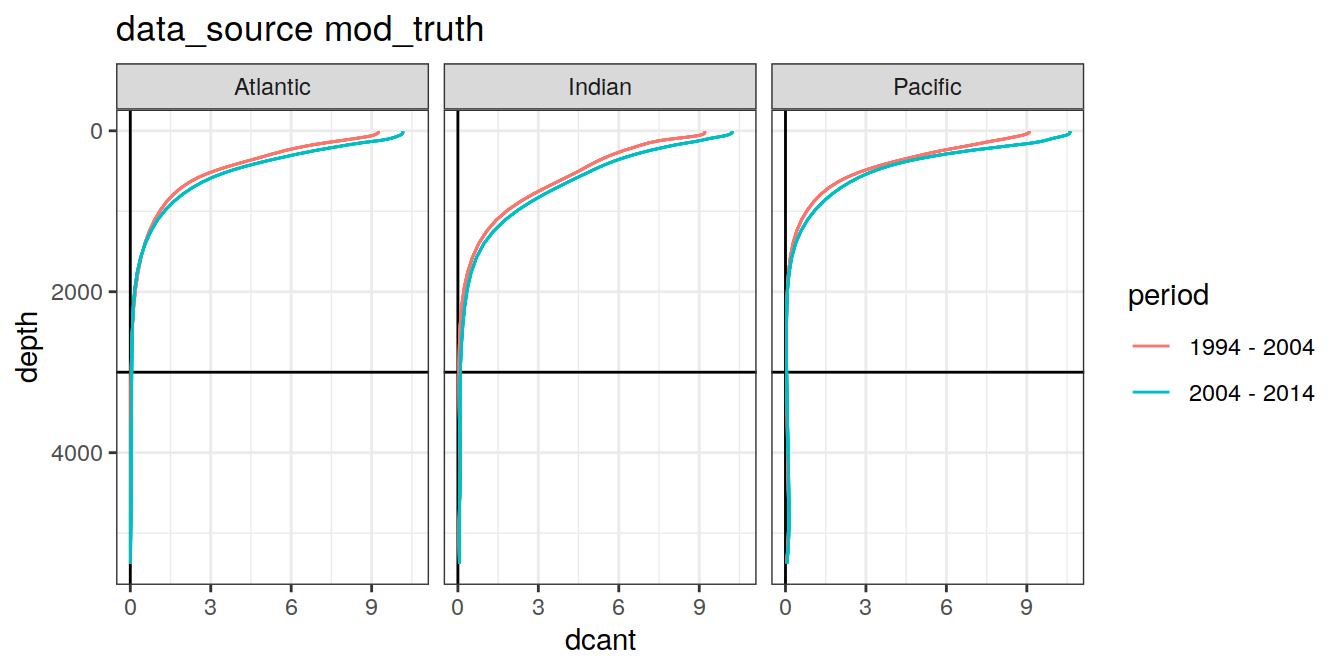 data_source mod_truth
Atlantic
Indian
Pacific
0
2000
4000
depth
0 3 6 9
0 3 6 9
0 3 6 9
dcant
period
1994 - 2004
2004 - 2014